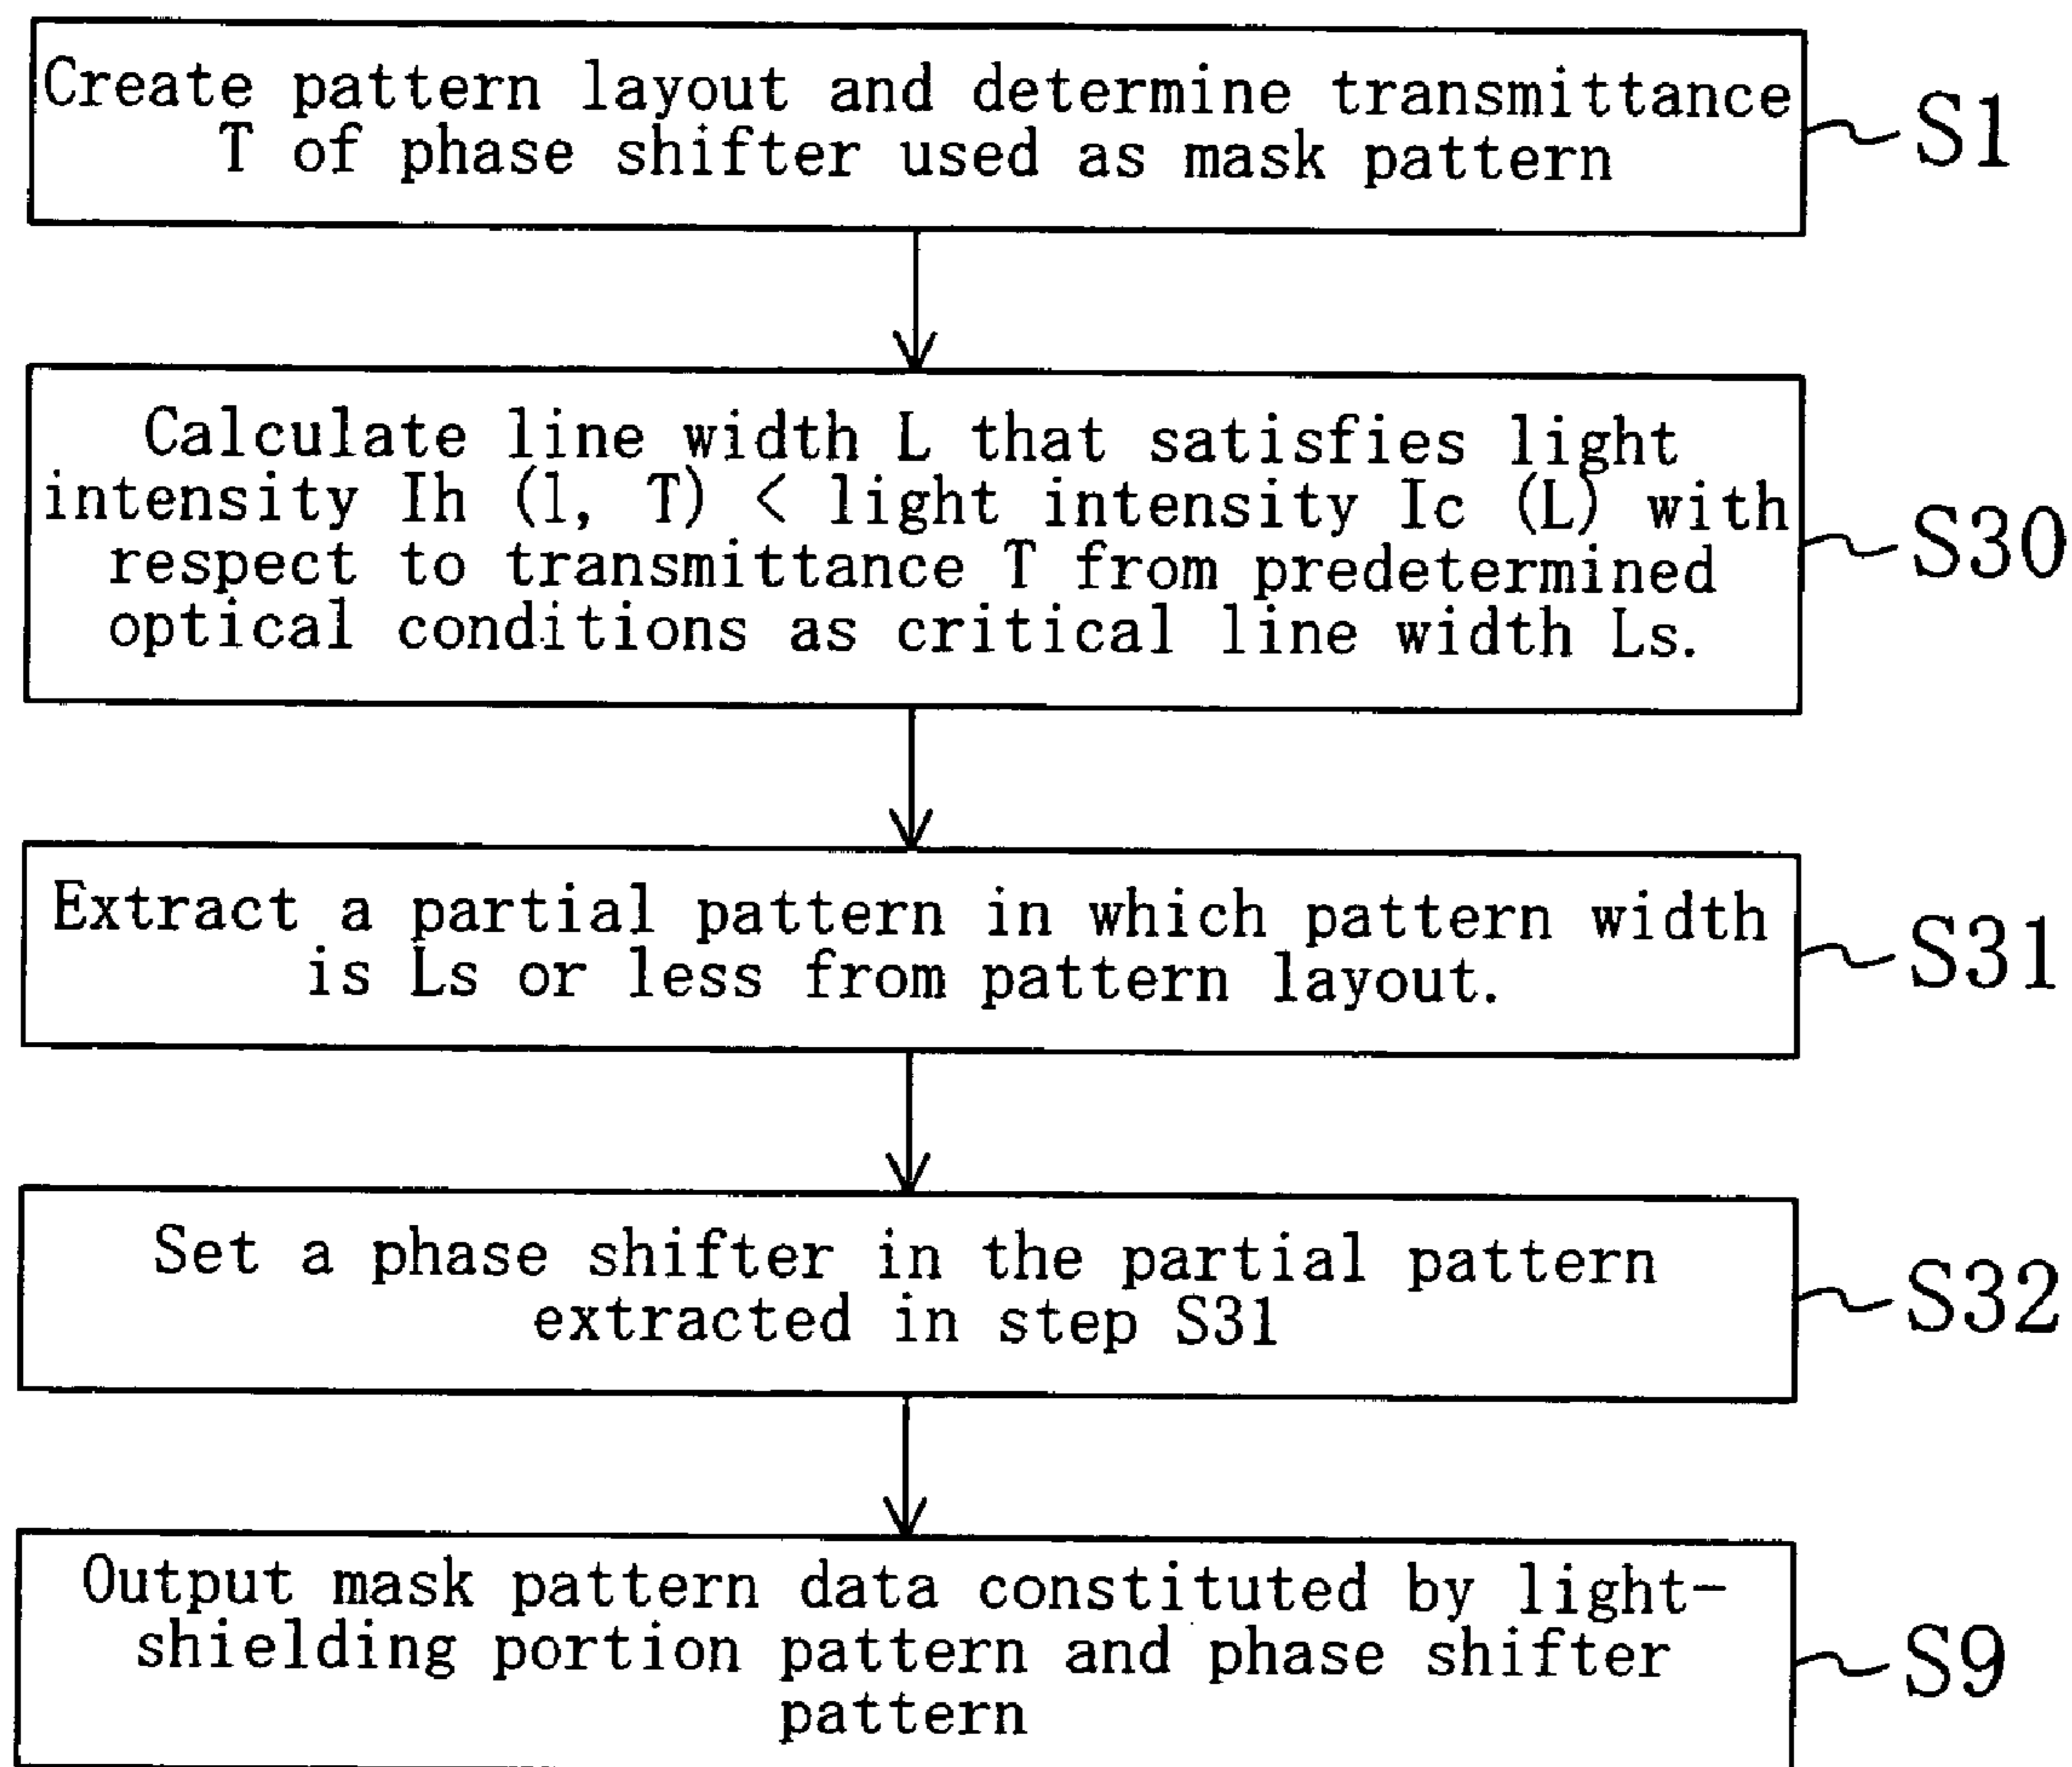 Create pattern layout and determine transmittance
T of phase shifter used as mask pattern
S1
Calculate line width L that satisfies light
intensity Ih (l, T) < light intensity Ic (L) with
respect to transmittance T from predetermined
optical conditions as critical line width Ls.
S30
Extract a partial pattern in which pattern width
is Ls or less from pattern layout.
S31
Set a phase shifter in the partial pattern
extracted in step S31
S32
Output mask pattern data constituted by light-
shielding portion pattern and phase shifter
pattern
S9